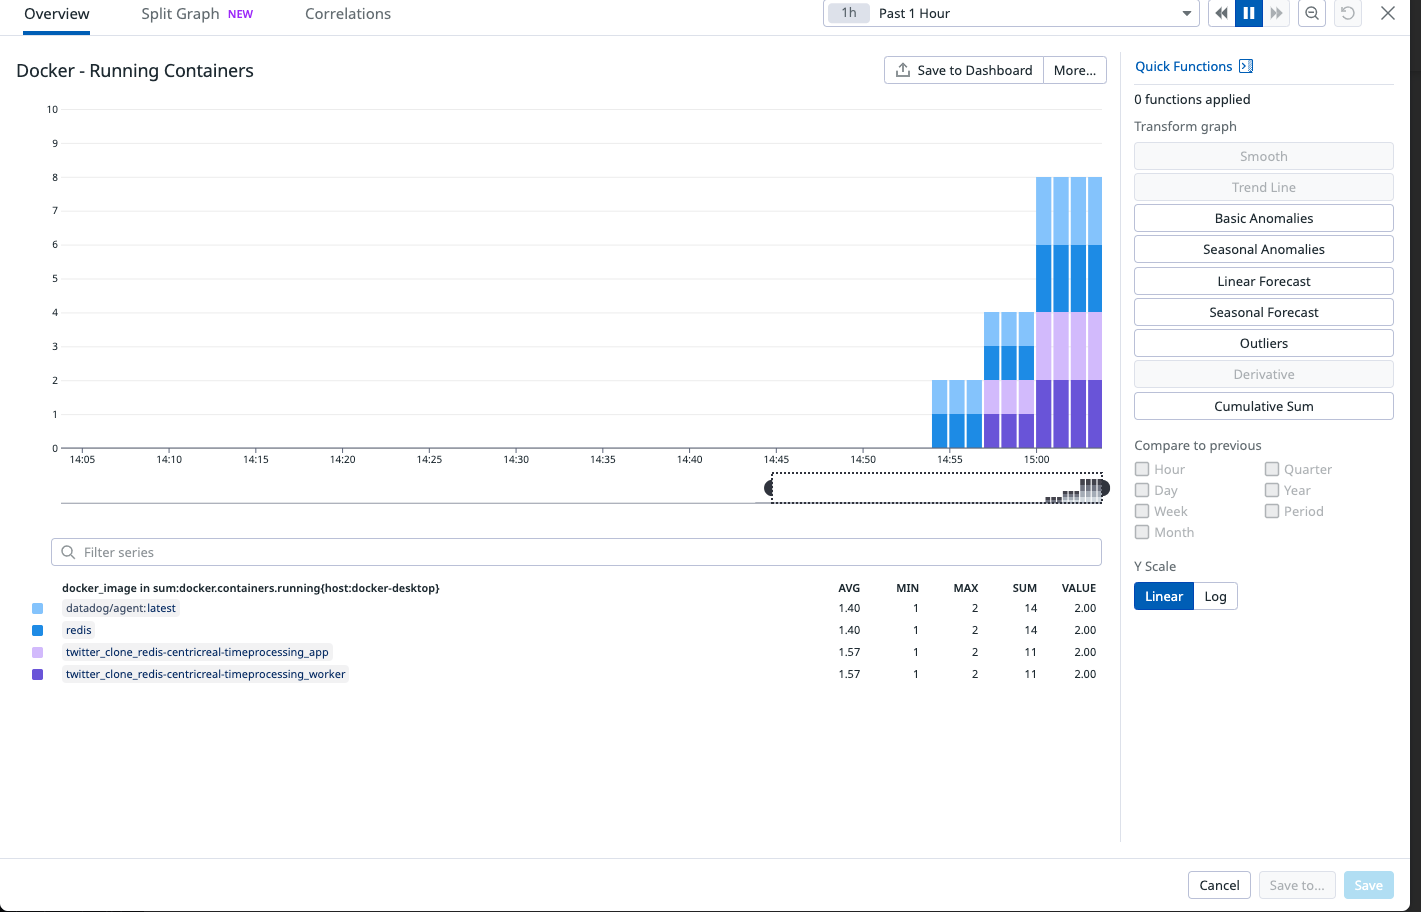 Overview Split Graph NEW Correlations 1h Past 1 Hour
Docker - Running Containers Save to Dashboard More...
10
9
8
7
6
5
4
3
2
1
0
14:05 14:10 14:15 14:20 14:25 14:30 14:35 14:40 14:45 14:50 14:55 15:00
Filter series
docker_image in sum:docker.containers.running{host:docker-desktop} AVG MIN MAX SUM VALUE
datadog/agent:latest 1.40 1 2 14 2.00
redis 1.40 1 2 14 2.00
twitter_clone_redis-centricreal-timeprocessing_app 1.57 1 2 11 2.00
twitter_clone_redis-centricreal-timeprocessing_worker 1.57 1 2 11 2.00
Quick Functions
0 functions applied
Transform graph
Smooth
Trend Line
Basic Anomalies
Seasonal Anomalies
Linear Forecast
Seasonal Forecast
Outliers
Derivative
Cumulative Sum
Compare to previous
Hour Quarter
Day Year
Week Period
Month
Y Scale
Linear Log
Cancel Save to... Save